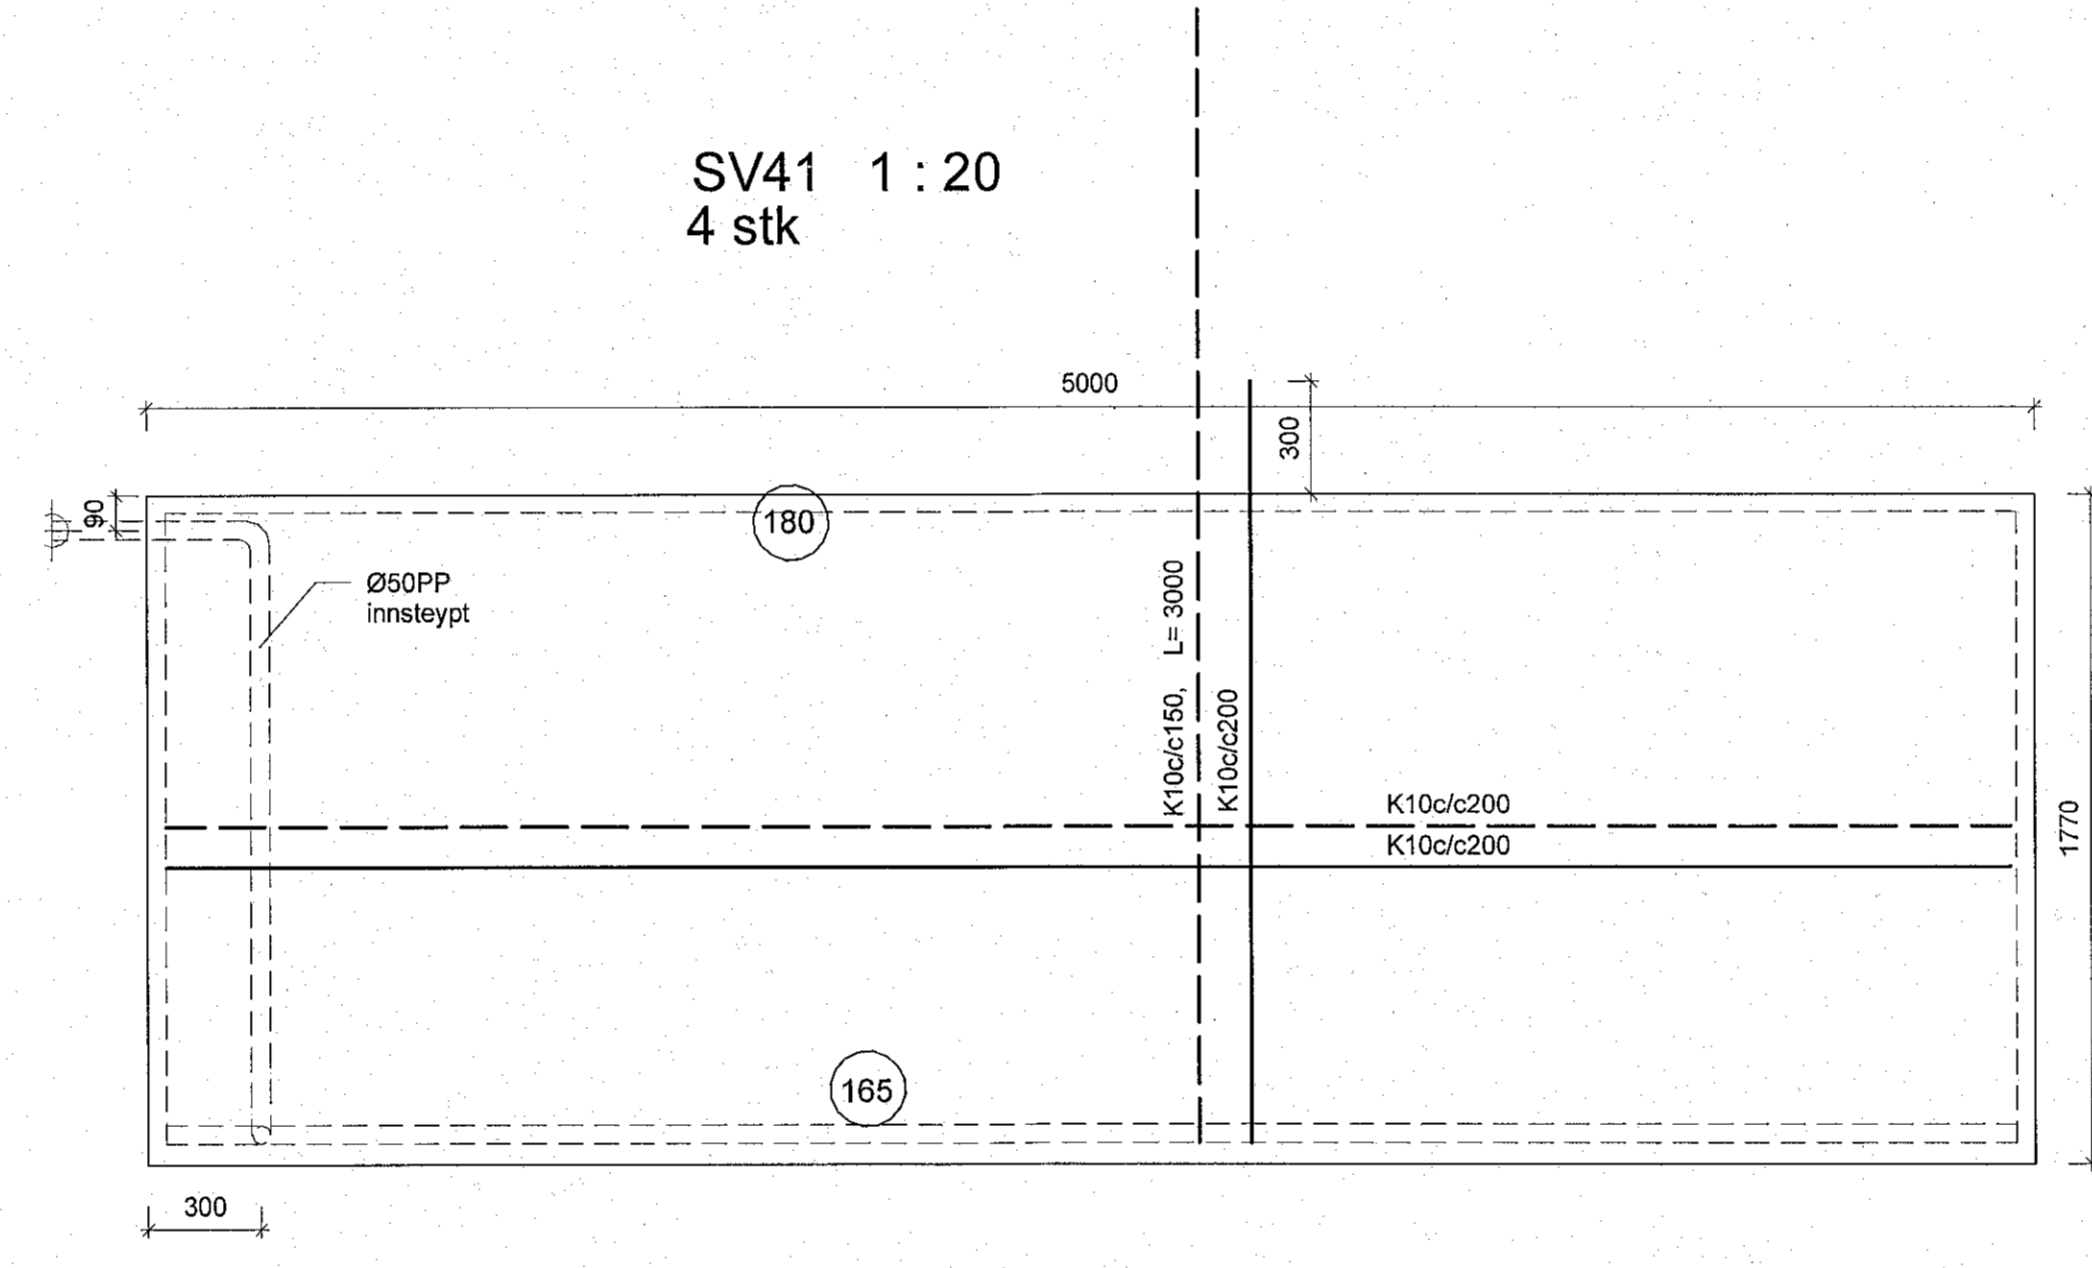 SV41 1 : 20
4 stk
5000
300
90
180
Ø50PP
innsteypt
K10c/c150, L= 3000
K10c/c200
K10c/c200
K10c/c200
1770
165
300